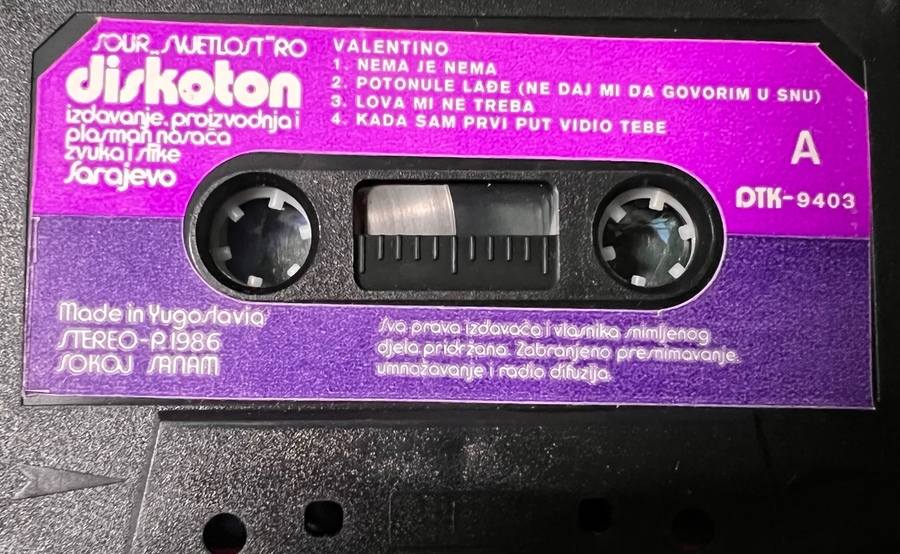 SOUR „SVJETLOST" RO
diskoton
izdavanje, proizvodnja i
plasman nosača
zvuka i slike
Sarajevo
VALENTINO
1. NEMA JE NEMA
2. POTONULE LAĐE (NE DAJ MI DA GOVORIM U SNU)
3. LOVA MI NE TREBA
4. KADA SAM PRVI PUT VIDIO TEBE
A
DTK-9403
Made in Yugoslavia
STEREO-P 1986
SOKOJ SANAM
Sva prava izdavača i vlasnika snimljenog
djela pridržana. Zabranjeno presnimavanje,
umnožavanje i radio difuzija.